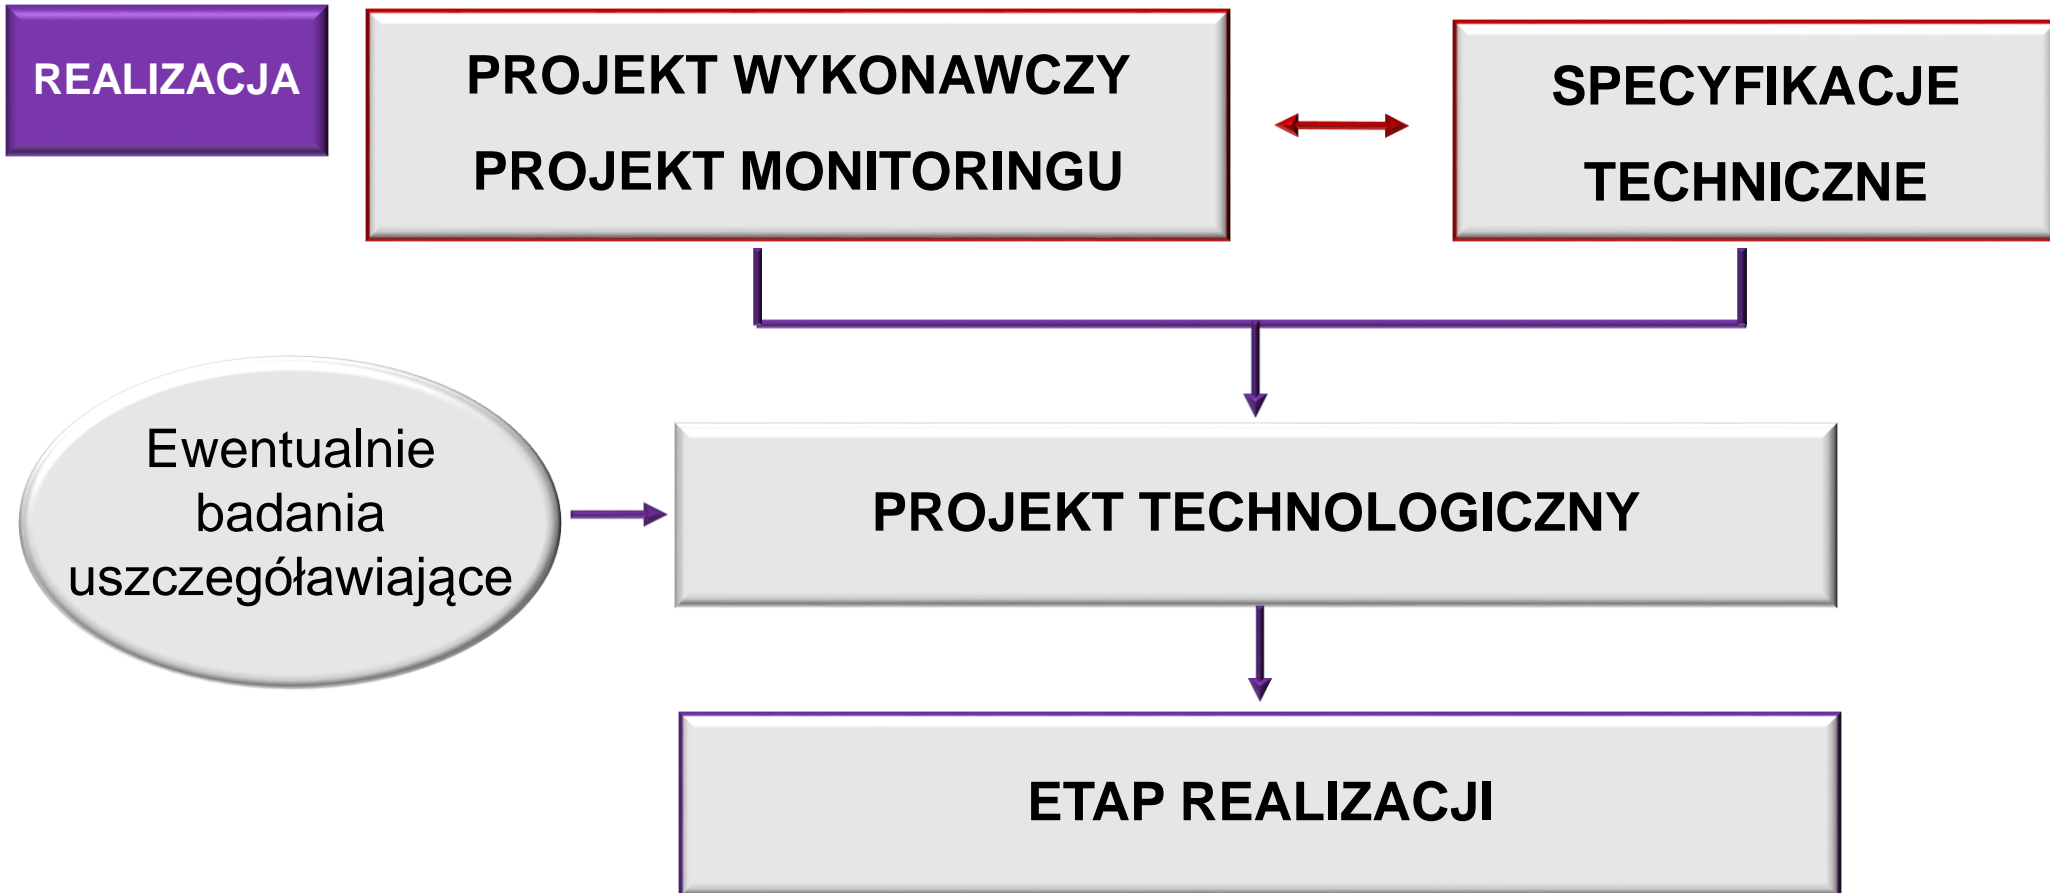 REALIZACJA
PROJEKT WYKONAWCZY
PROJEKT MONITORINGU
SPECYFIKACJE
TECHNICZNE
Ewentualnie
badania
uszczegóławiające
PROJEKT TECHNOLOGICZNY
ETAP REALIZACJI